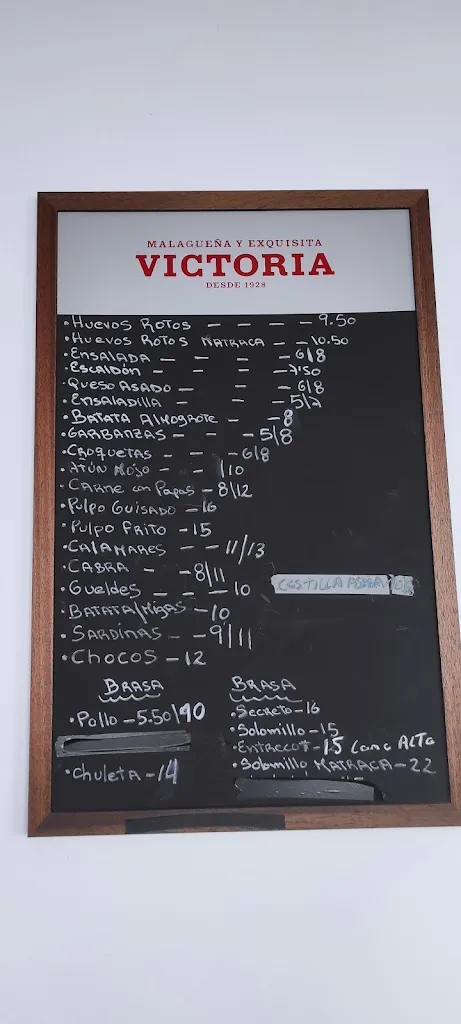 MALAGUEÑA Y EXQUISITA
VICTORIA
DESDE 1928
• HUEVOS ROTOS - - - - 9.50
• HUEVOS ROTOS MATRACA - - 10.50
• ENSALADA - - - 6/8
• ESCALDÓN - - - 7'50
• QUESO ASADO - - - 6/8
• ENSALADILLA - - - 5/7
• BATATA ALMOGROTE - - 8
• GARBANZAS - - - 5/8
• CROQUETAS - - - 6/8
• ATÚN MOJO - - /10
• CARNE con PAPAS - 8/12
• PULPO GUISADO - 16
• PULPO FRITO - 15
• CALAMARES - - - 11/13
• CABRA - - 8/11
• GUELDES - - - 10
COSTILLA
BATATA/MIGAS - 10
• SARDINAS - - 9/11
• CHOCOS - 12
BRASA
• Pollo - 5.50/
• CHULETA - 14
BRASA
• SECRETO - 16
• Solomillo - 15
• ENTRECOT - 15 ALTO
• Solomillo MATRACA - 22